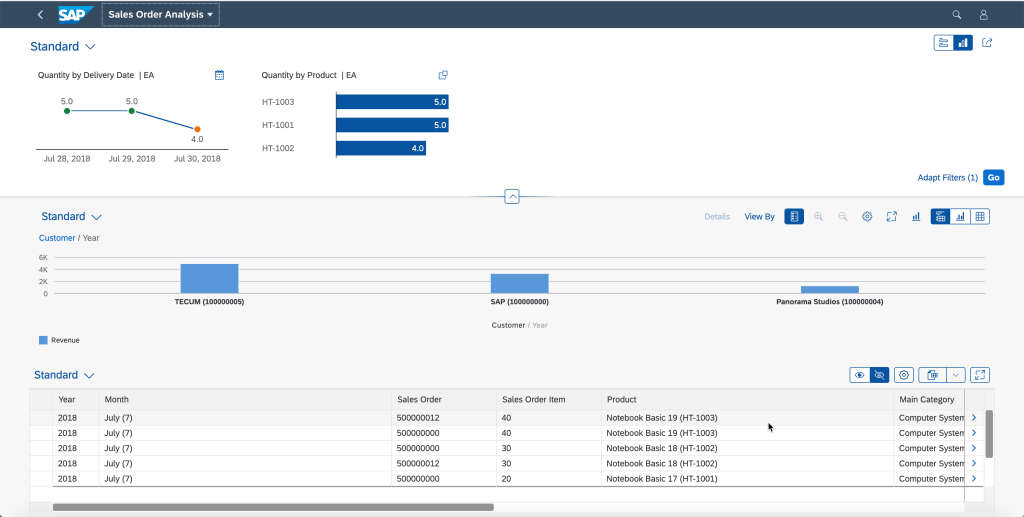 SAP Sales Order Analysis
Standard
Quantity by Delivery Date | EA
5.0 5.0
4.0
Jul 28, 2018 Jul 29, 2018 Jul 30, 2018
Quantity by Product | EA
HT-1003 5.0
HT-1001 5.0
HT-1002 4.0
Adapt Filters (1) Go
Standard Details View By
Customer / Year
6K
4K
2K
0
TECUM (100000005) SAP (100000000) Panorama Studios (100000004)
Customer / Year
Revenue
Standard
Year Month Sales Order Sales Order Item Product Main Category
2018 July (7) 500000012 40 Notebook Basic 19 (HT-1003) Computer System
2018 July (7) 500000000 40 Notebook Basic 19 (HT-1003) Computer System
2018 July (7) 500000000 30 Notebook Basic 18 (HT-1002) Computer System
2018 July (7) 500000012 30 Notebook Basic 18 (HT-1002) Computer System
2018 July (7) 500000000 20 Notebook Basic 17 (HT-1001) Computer System